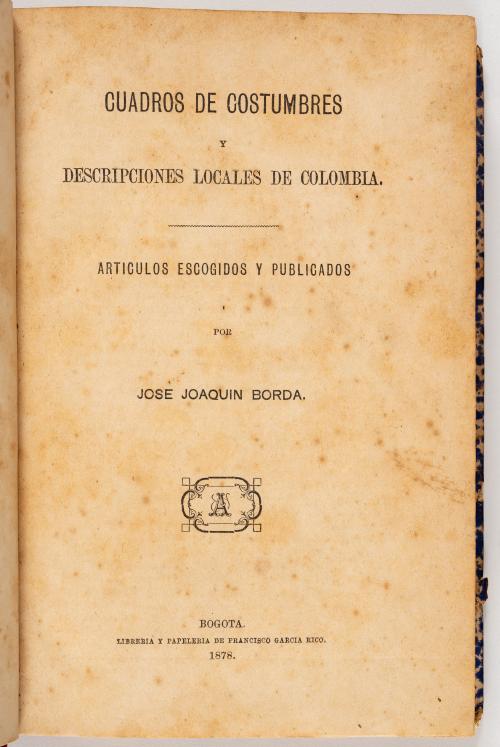 CUADROS DE COSTUMBRES
Y
DESCRIPCIONES LOCALES DE COLOMBIA.
ARTICULOS ESCOGIDOS Y PUBLICADOS
POR
JOSE JOAQUIN BORDA.
A
BOGOTA.
LIBRERIA Y PAPELERIA DE FRANCISCO GARCIA RICO.
1878.